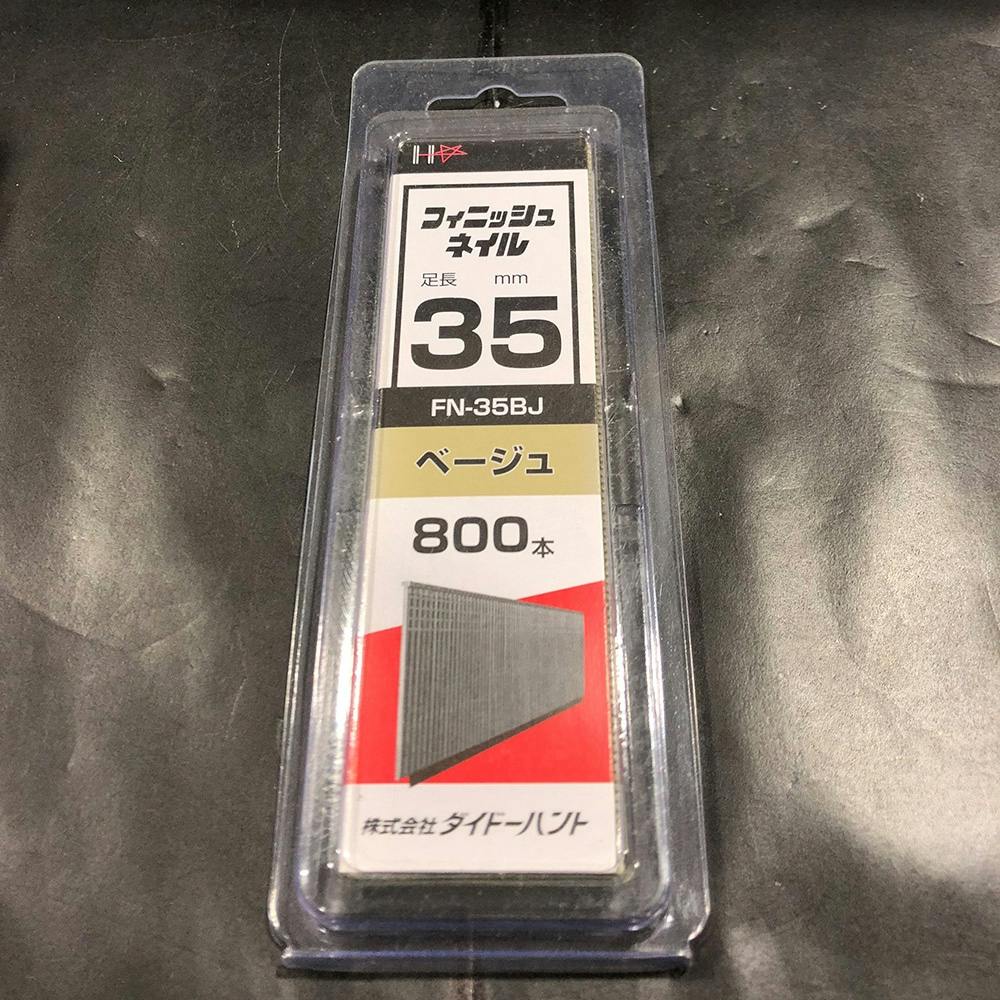 フィニッシュ
ネイル
足長 mm
35
FN-35BJ
ベージュ
800本
株式会社 ダイドーハント